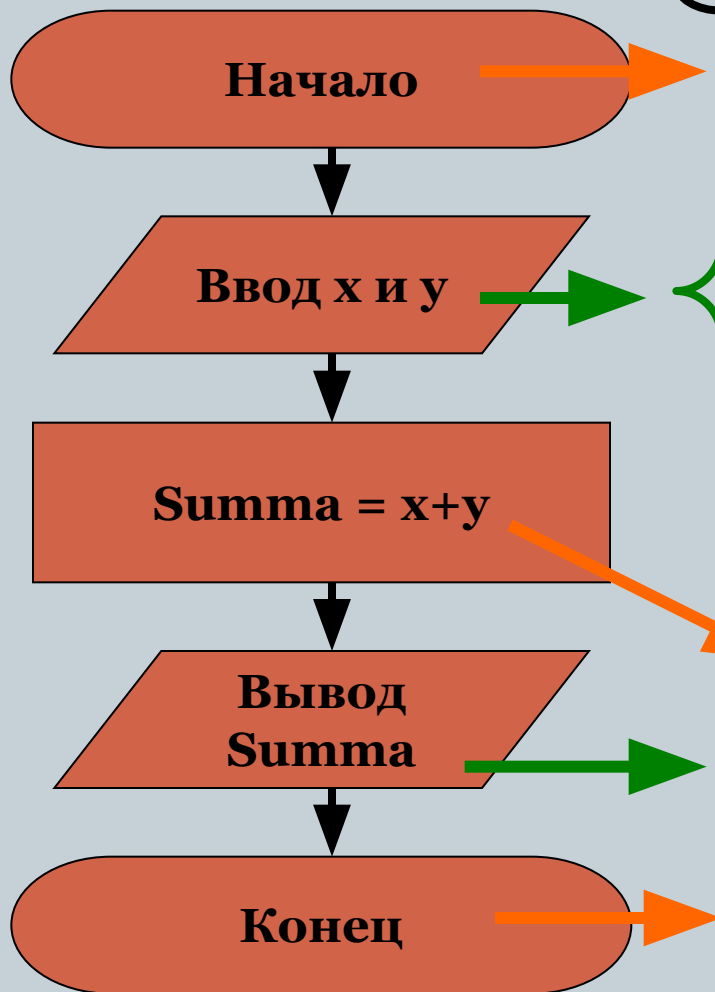 Начало
Ввод x и y
Summa = x+y
Вывод
Summa
Конец